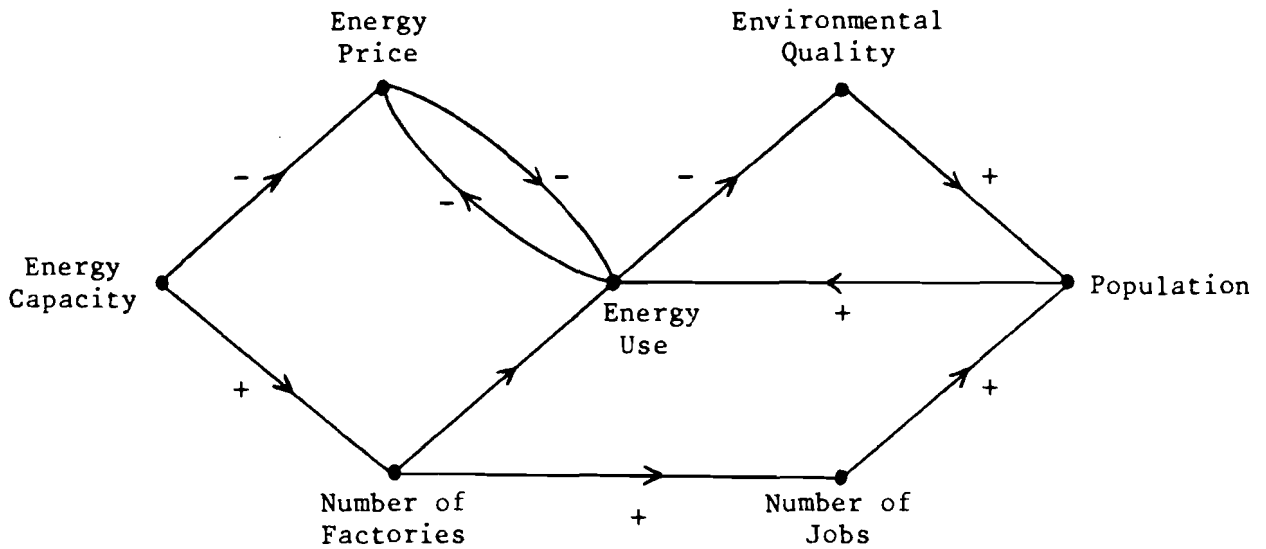 Energy
Price
Environmental
Quality
-
-
-
-
+
Energy
Capacity
Population
Energy
Use
+
+
+
Number of
Factories
+
Number of
Jobs